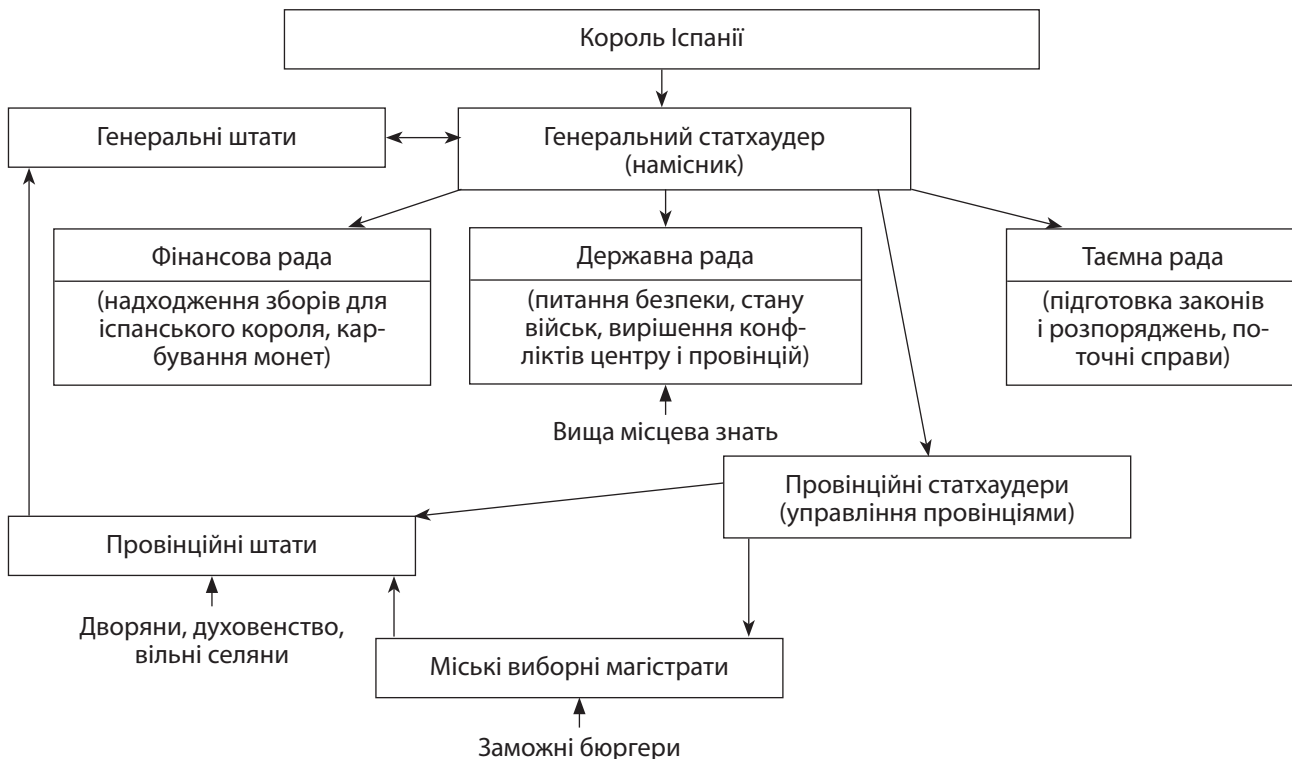 Король Іспанії
Генеральні штати
Генеральний статхаудер
(намісник)
Фінансова рада
(надходження зборів для
іспанського короля, кар-
бування монет)
Державна рада
(питання безпеки, стану
військ, вирішення конф-
ліктів центру і провінцій)
Таємна рада
(підготовка законів
і розпоряджень, по-
точні справи)
Вища місцева знать
Провінційні статхаудери
(управління провінціями)
Провінційні штати
Дворяни, духовенство,
вільні селяни
Міські виборні магістрати
Заможні бюргери